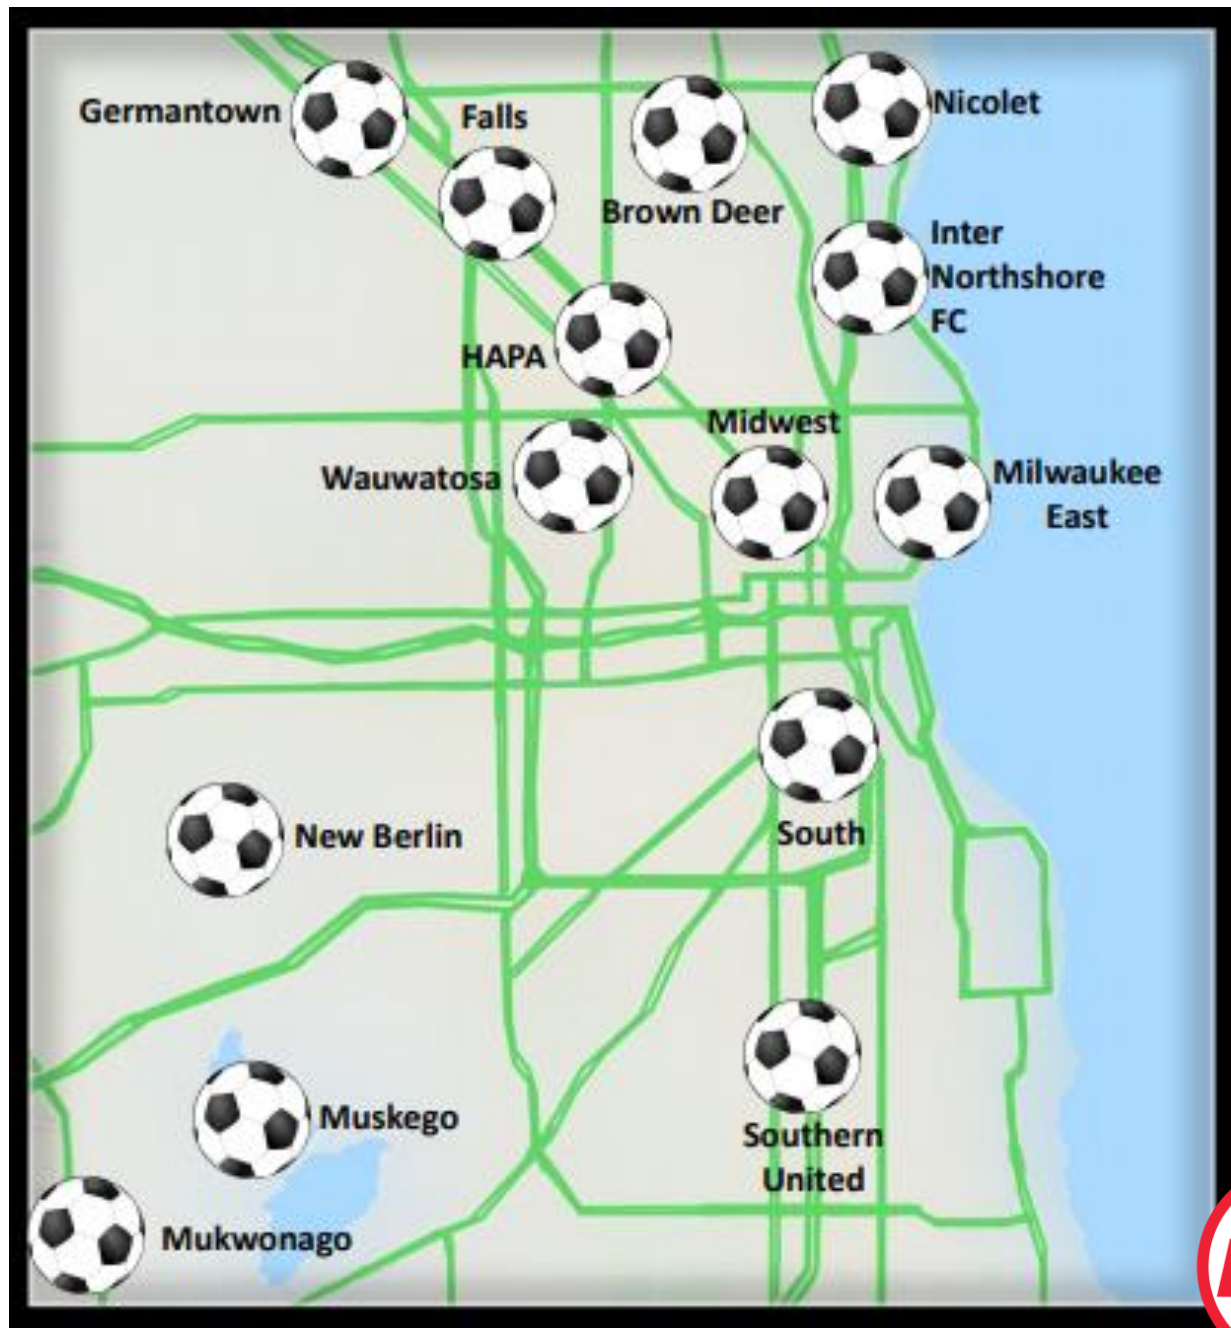 Germantown
Falls
Nicolet
Brown Deer
Inter
Northshore
FC
HAPA
Midwest
Wauwatosa
Milwaukee
East
New Berlin
South
Muskego
Southern
United
Mukwonago